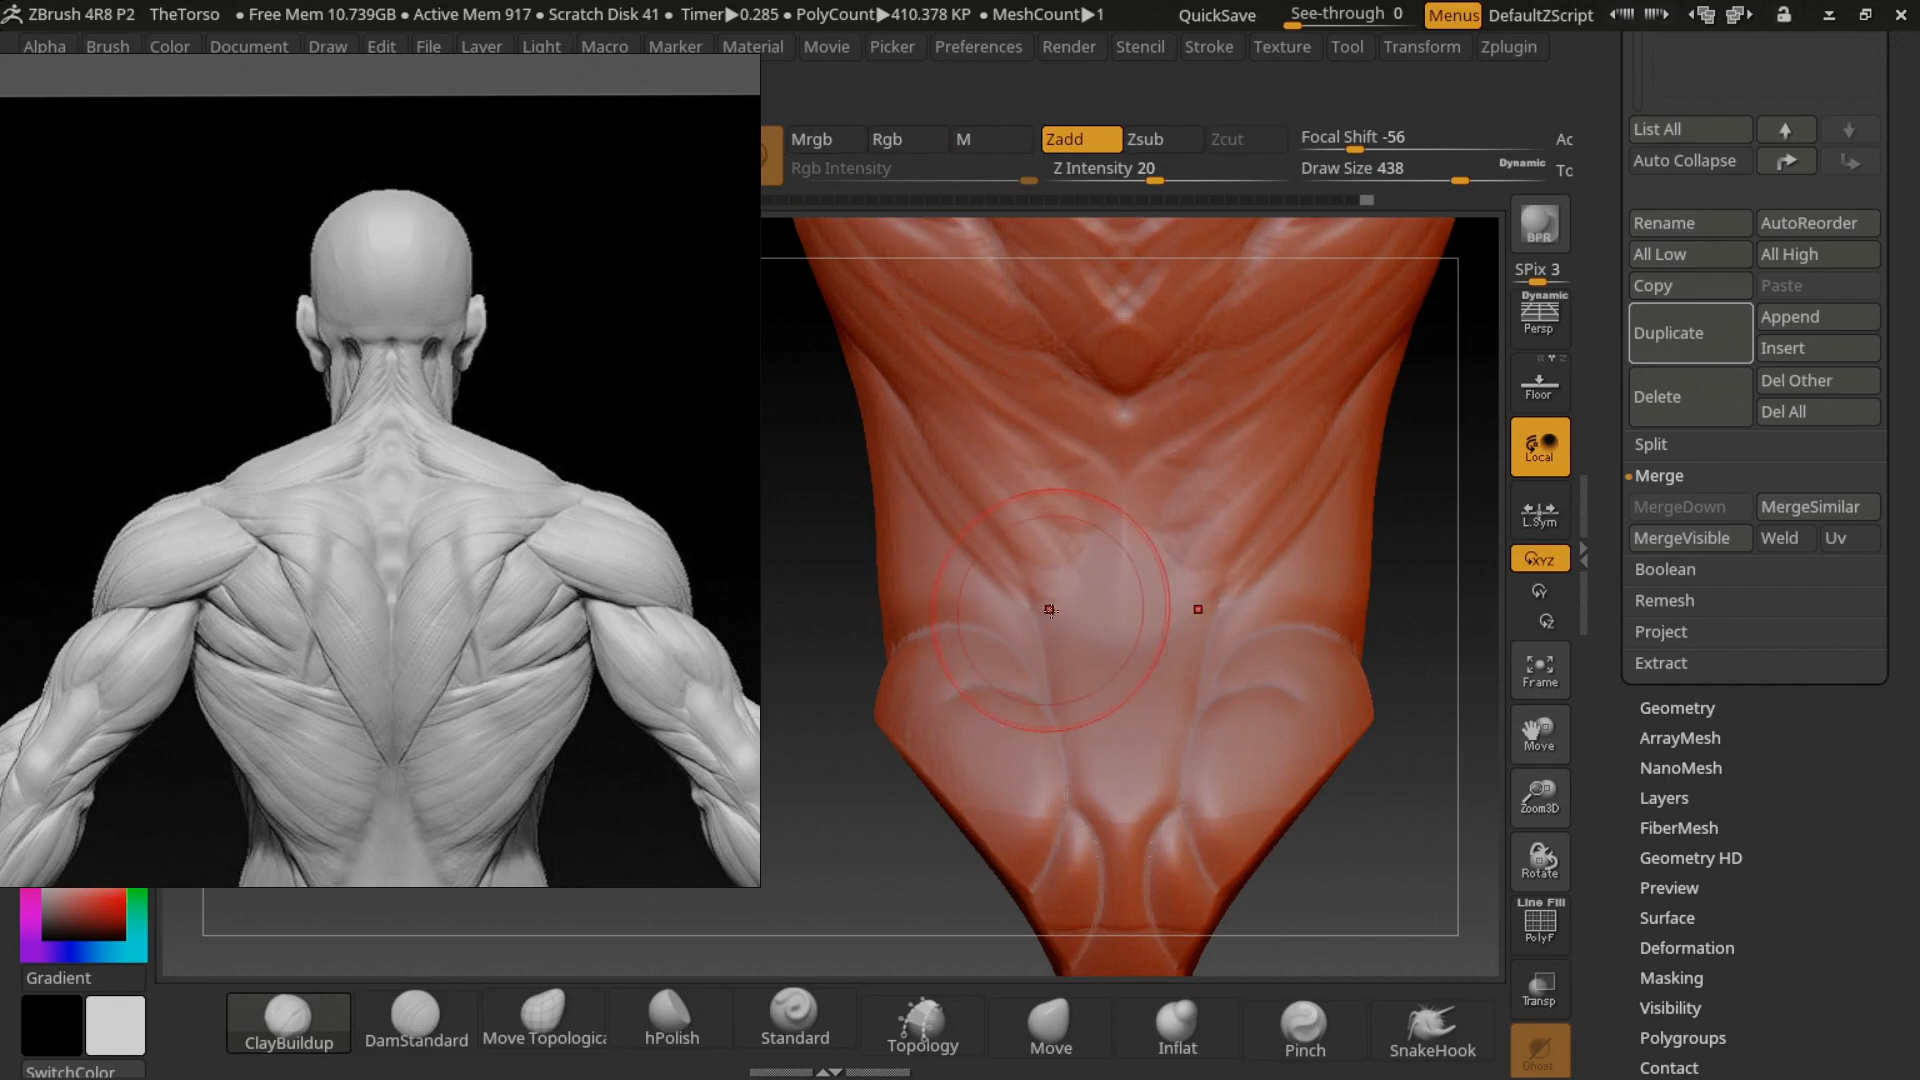 ZBrush 4R8 P2 TheTorso • Free Mem 10.739GB • Active Mem 917 • Scratch Disk 41 • Timer▶0.285 • PolyCount▶410.378 KP • MeshCount▶1 QuickSave See-through 0 Menus DefaultZScript
Alpha Brush Color Document Draw Edit File Layer Light Macro Marker Material Movie Picker Preferences Render Stencil Stroke Texture Tool Transform Zplugin
Mrgb Rgb M Zadd Zsub Zcut Focal Shift -56 Ac
Rgb Intensity Z Intensity 20 Draw Size 438 Dynamic To
BPR
SPix 3
Dynamic
Persp
Floor
Local
L.Sym
XYZ
Y
Z
Frame
Move
Zoom3D
Rotate
Line Fill
PolyF
Transp
Ghost
List All
Auto Collapse
Rename AutoReorder
All Low All High
Copy Paste
Duplicate Append
Insert
Delete Del Other
Del All
Split
Merge
MergeDown MergeSimilar
MergeVisible Weld Uv
Boolean
Remesh
Project
Extract
Geometry
ArrayMesh
NanoMesh
Layers
FiberMesh
Geometry HD
Preview
Surface
Deformation
Masking
Visibility
Polygroups
Contact
Gradient
SwitchColor
ClayBuildup DamStandard Move Topologica hPolish Standard Topology Move Inflat Pinch SnakeHook